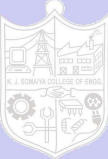 K. J. SOMAIYA COLLEGE OF ENGG.